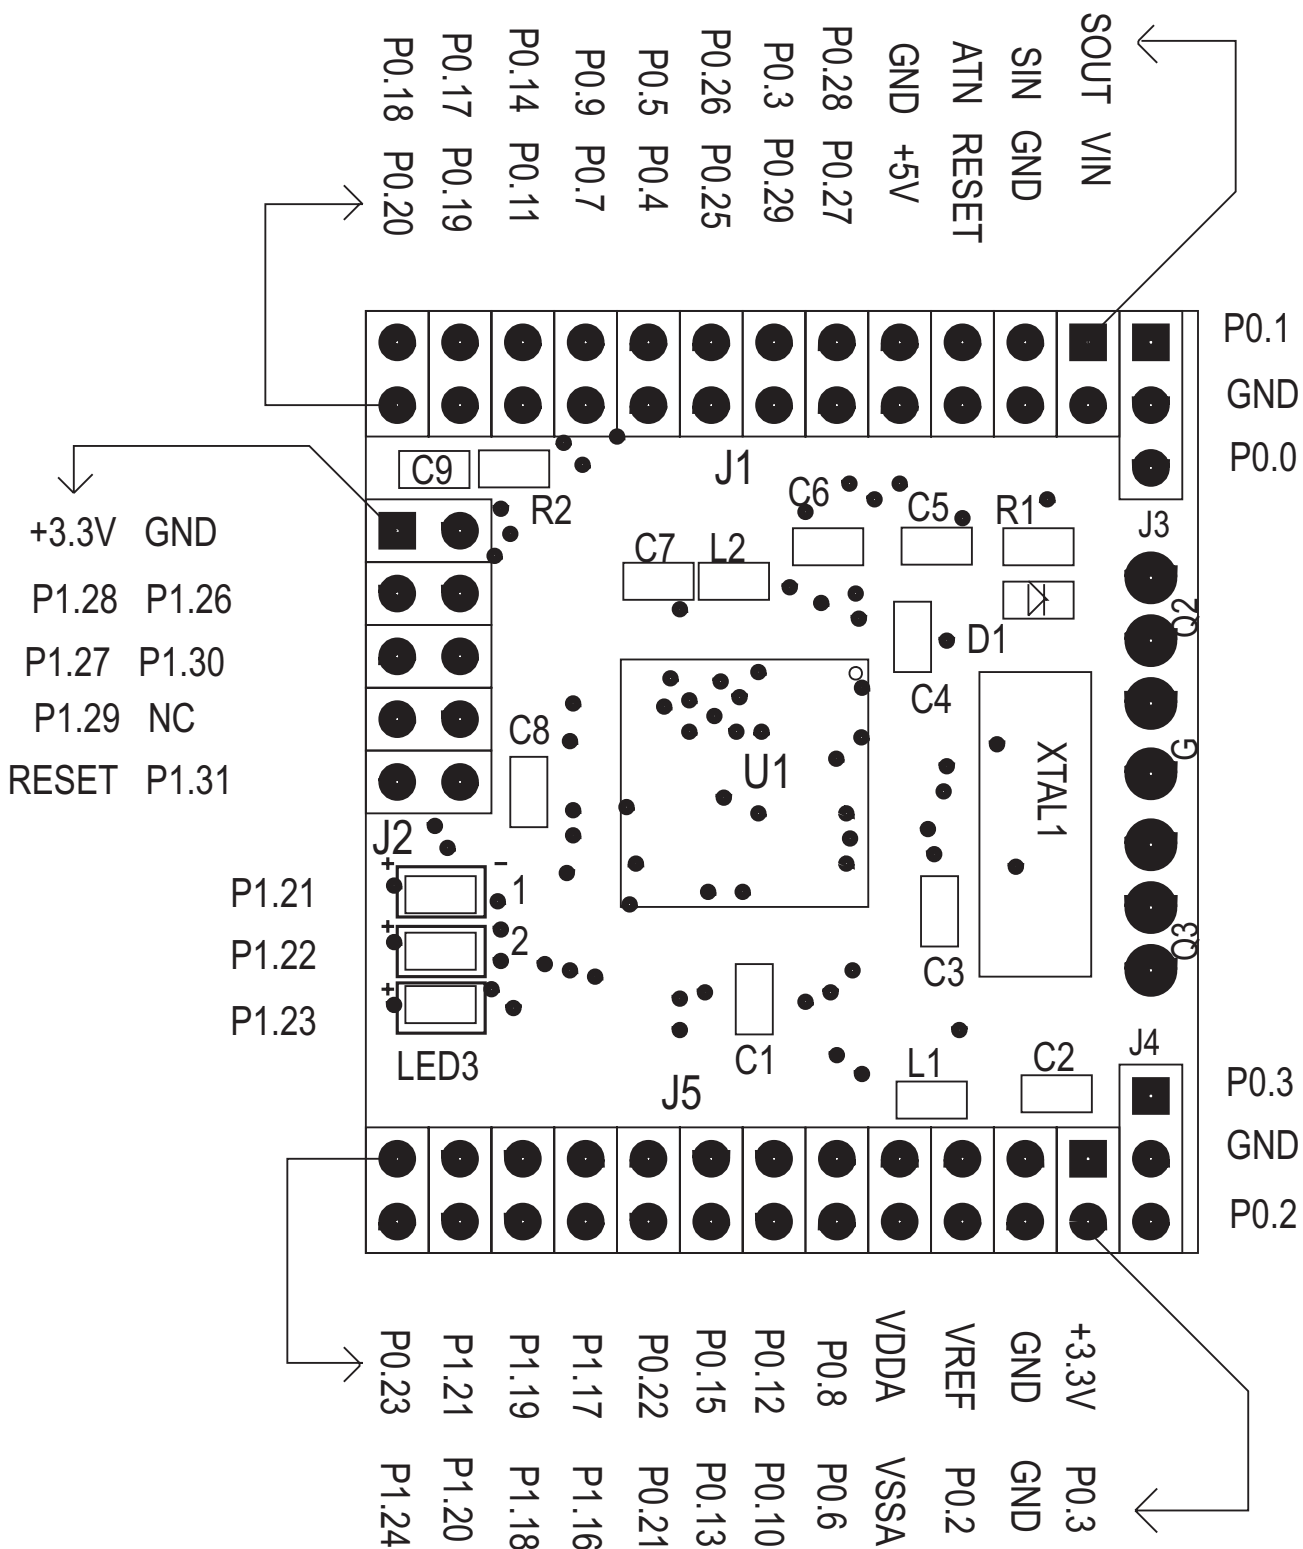 P0.18 P0.17 P0.14 P0.9 P0.5 P0.26 P0.3 P0.28 GND ATN SIN SOUT
P0.20 P0.19 P0.11 P0.7 P0.4 P0.25 P0.29 P0.27 +5V RESET GND VIN
P0.1
GND
P0.0
J1
J3
C9
R2
C6
C5
R1
+3.3V GND
C7
L2
P1.28 P1.26
Q2
D1
P1.27 P1.30
C4
P1.29 NC
C8
G
U1
XTAL1
RESET P1.31
J2
+ −
P1.21
1
+
P1.22
2
Q3
C3
+
P1.23
LED3
C1
L1
C2
J4
J5
P0.3
GND
P0.2
P0.23 P1.21 P1.19 P1.17 P0.22 P0.15 P0.12 P0.8 VDDA VREF GND +3.3V
P1.24 P1.20 P1.18 P1.16 P0.21 P0.13 P0.10 P0.6 VSSA P0.2 GND P0.3